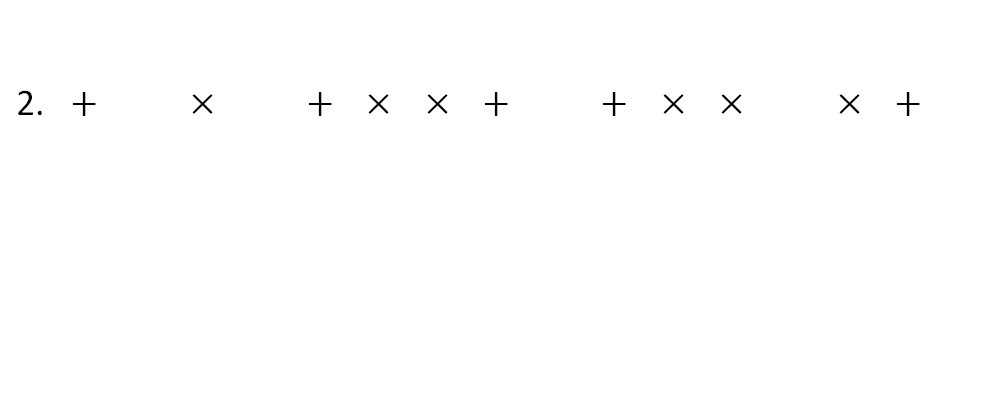 2. + × + × × + + × × × +